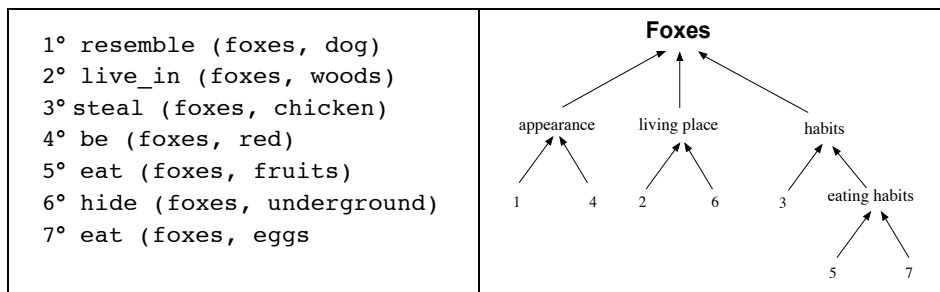 1° resemble (foxes, dog)
2° live_in (foxes, woods)
3° steal (foxes, chicken)
4° be (foxes, red)
5° eat (foxes, fruits)
6° hide (foxes, underground)
7° eat (foxes, eggs
Foxes
appearance living place habits
1 4 2 6 3 eating habits
5 7